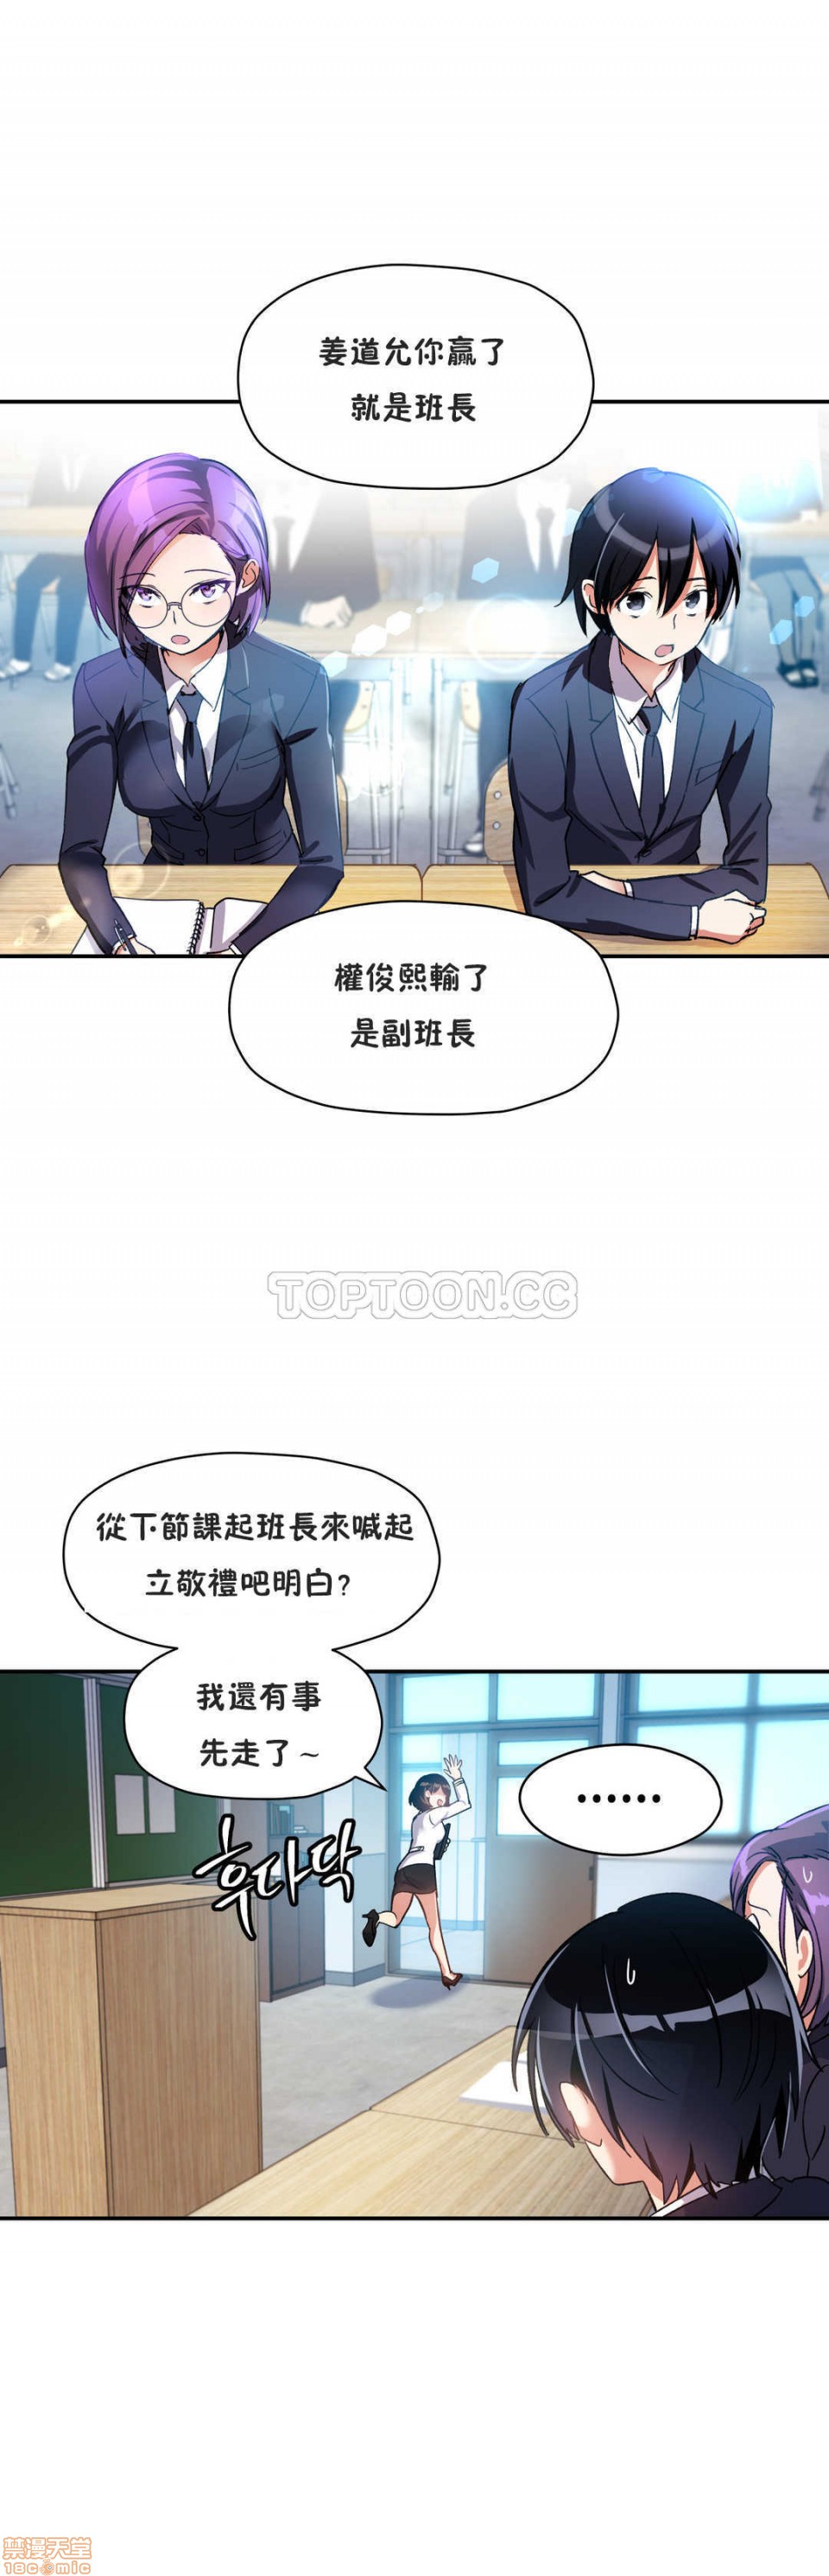 姜道允你贏了
就是班長
權俊熙輸了
是副班長
TOPTOON.CC
從下節課起班長來喊起
立敬禮吧明白?
我還有事
先走了~
••••••
후다닥
禁漫天堂
18comic